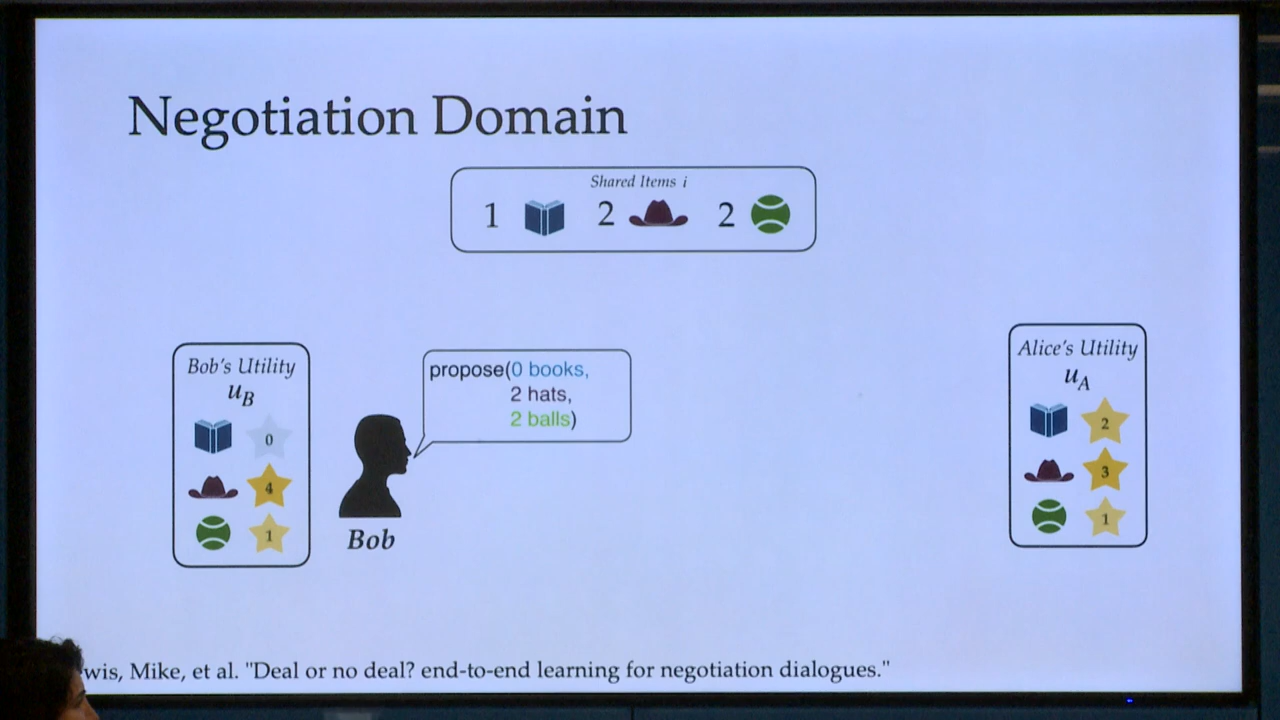 Negotiation Domain
Shared Items i
1 2 2
Bob's Utility
u_B
0
4
1
propose(0 books,
2 hats,
2 balls)
Bob
Alice's Utility
u_A
2
3
1
wis, Mike, et al. "Deal or no deal? end-to-end learning for negotiation dialogues."